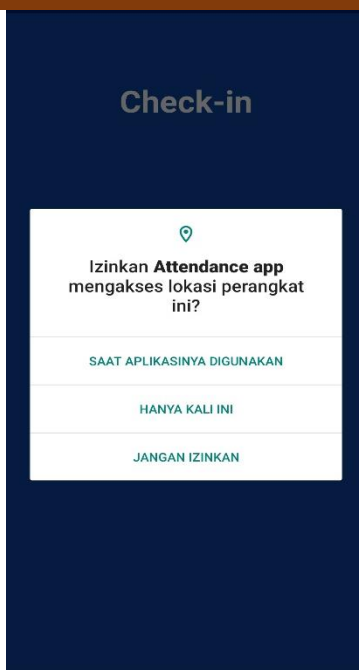 Check-in
Izinkan Attendance app
mengakses lokasi perangkat
ini?
SAAT APLIKASINYA DIGUNAKAN
HANYA KALI INI
JANGAN IZINKAN